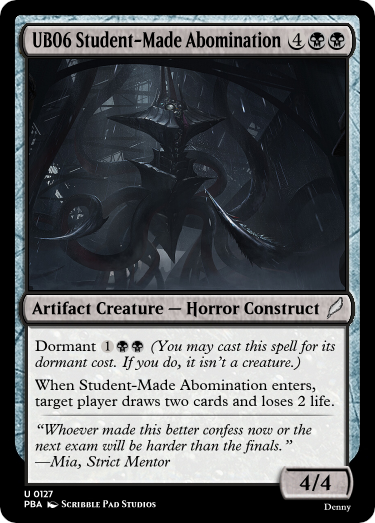 UB06 Student-Made Abomination 4
Artifact Creature — Horror Construct
Dormant 1 (You may cast this spell for its
dormant cost. If you do, it isn't a creature.)
When Student-Made Abomination enters,
target player draws two cards and loses 2 life.
“Whoever made this better confess now or
the next exam will be harder than the finals.”
—Mia, Strict Mentor
4/4
U 0127
PBA Scribble Pad Studios
Denny